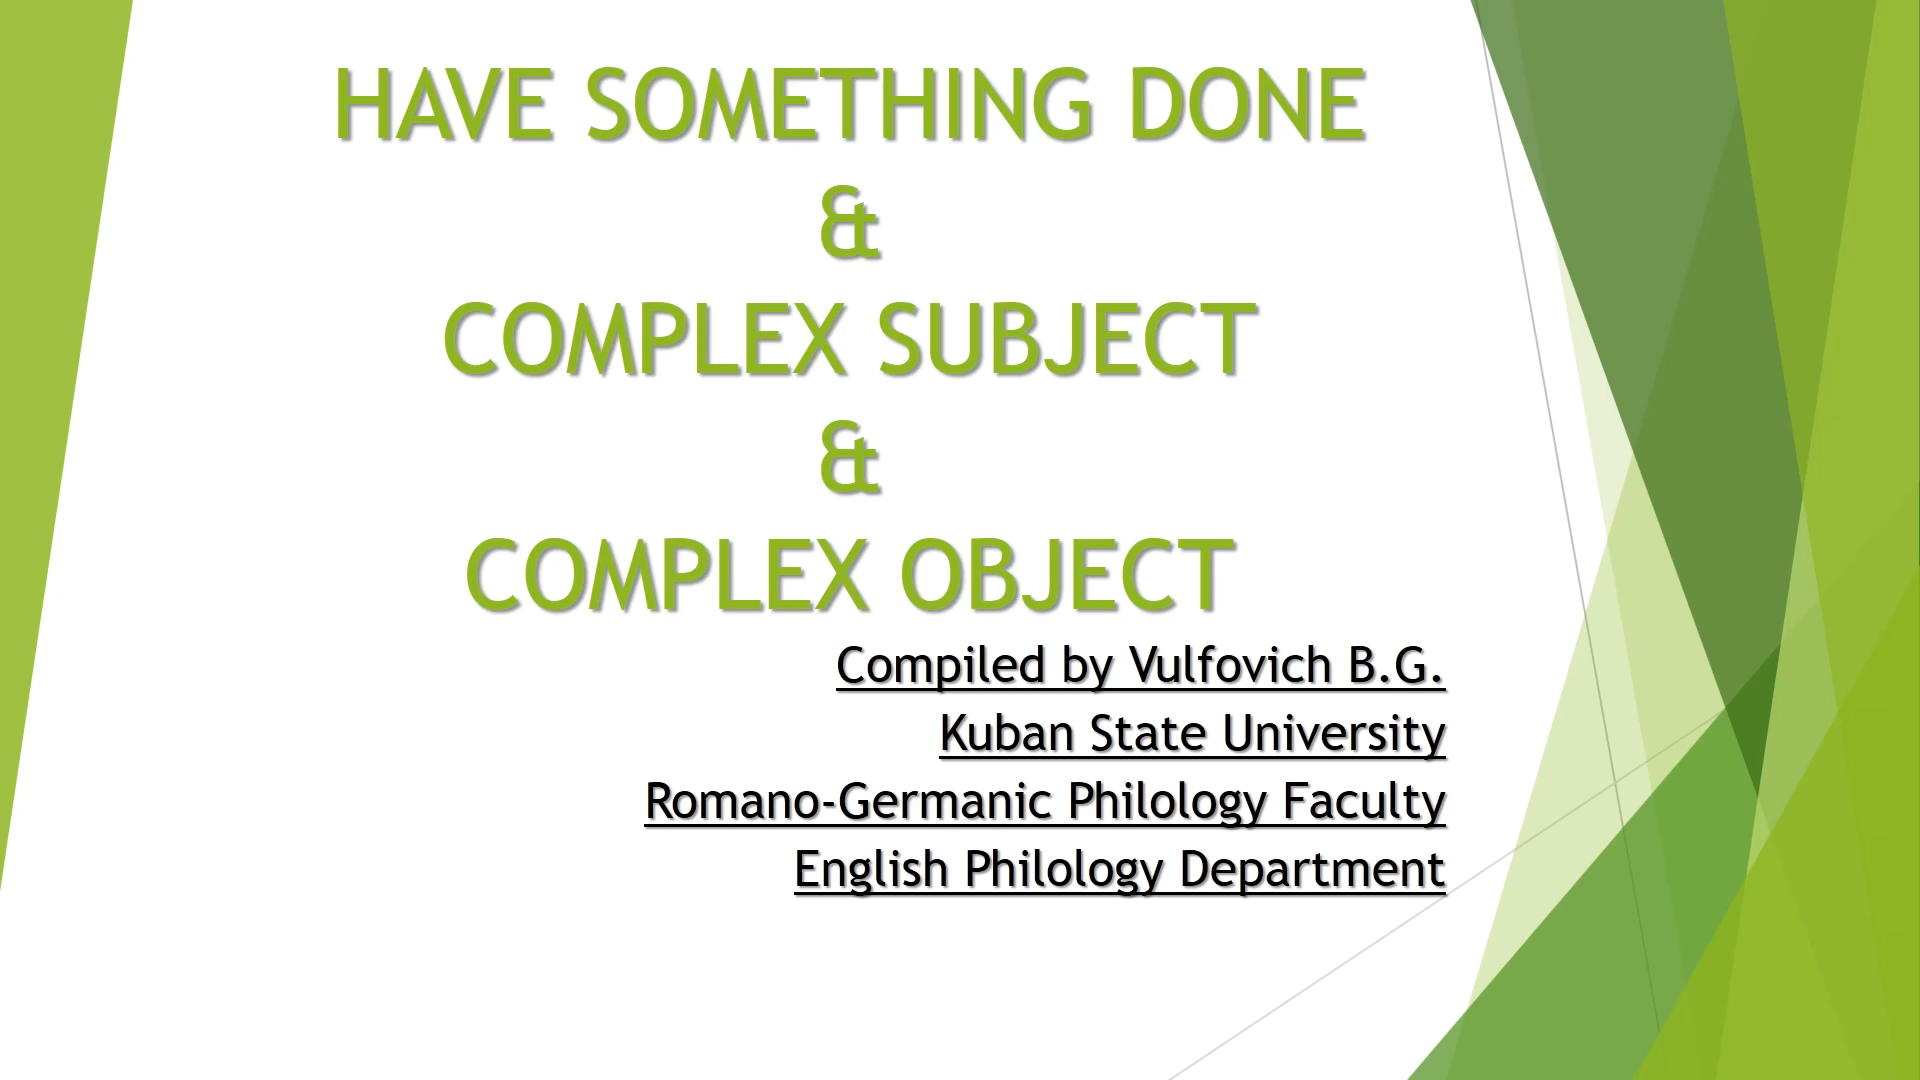 HAVE SOMETHING DONE
&
COMPLEX SUBJECT
&
COMPLEX OBJECT
Compiled by Vulfovich B.G.
Kuban State University
Romano-Germanic Philology Faculty
English Philology Department